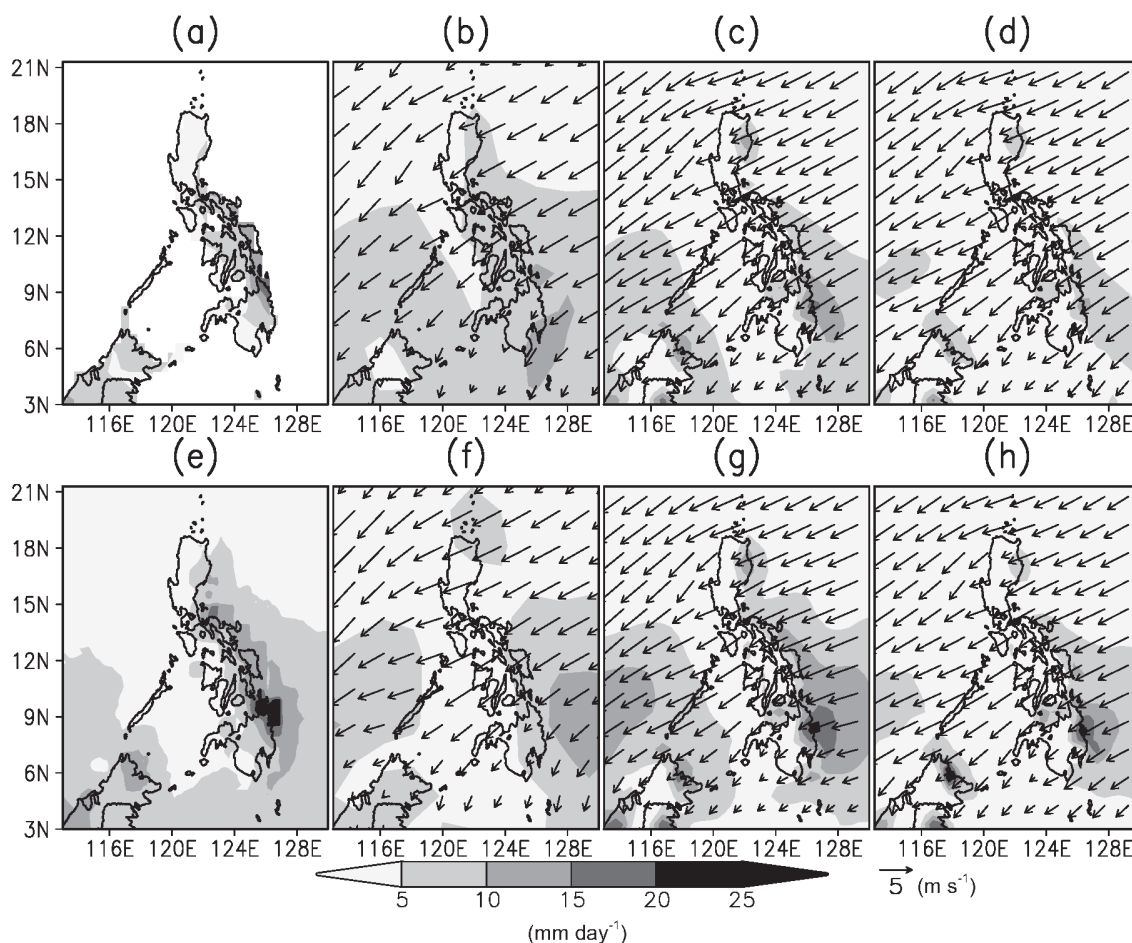 (a) (b) (c) (d)
21N
18N
15N
12N
9N
6N
3N
116E 120E 124E 128E 116E 120E 124E 128E 116E 120E 124E 128E 116E 120E 124E 128E
(e) (f) (g) (h)
21N
18N
15N
12N
9N
6N
3N
116E 120E 124E 128E 116E 120E 124E 128E 116E 120E 124E 128E 116E 120E 124E 128E
5 10 15 20 25 5 (m s⁻¹)
(mm day⁻¹)